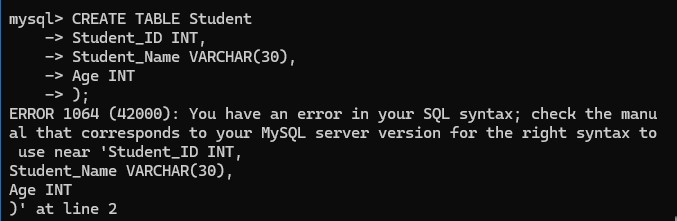 mysql> CREATE TABLE Student
    -> Student_ID INT,
    -> Student_Name VARCHAR(30),
    -> Age INT
    -> );
ERROR 1064 (42000): You have an error in your SQL syntax; check the manu
al that corresponds to your MySQL server version for the right syntax to
 use near 'Student_ID INT,
Student_Name VARCHAR(30),
Age INT
)' at line 2